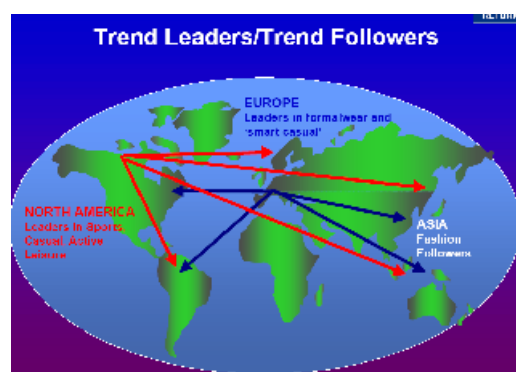 RETURN
Trend Leaders/Trend Followers
EUROPE
Leaders in formalwear and
'smart casual'
NORTH AMERICA
Leaders in Sports
Casual, Active
Leisure
ASIA
Fashion
Followers